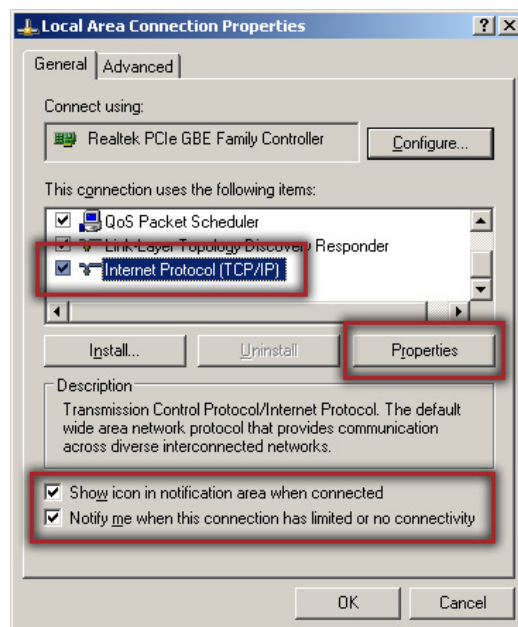 Local Area Connection Properties
General Advanced
Connect using:
Realtek PCIe GBE Family Controller Configure...
This connection uses the following items:
QoS Packet Scheduler
Link-Layer Topology Discovery Responder
Internet Protocol (TCP/IP)
Install... Uninstall Properties
Description
Transmission Control Protocol/Internet Protocol. The default
wide area network protocol that provides communication
across diverse interconnected networks.
Show icon in notification area when connected
Notify me when this connection has limited or no connectivity
OK Cancel